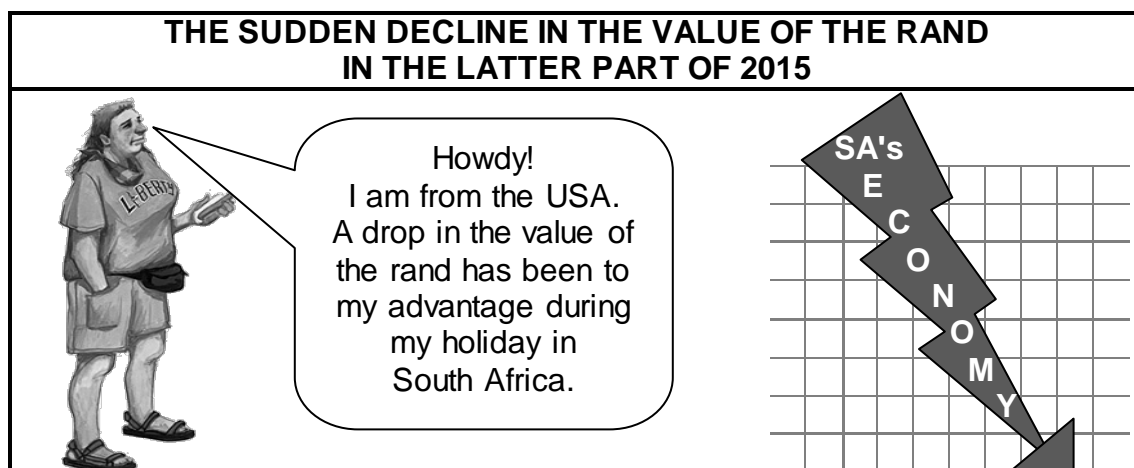 THE SUDDEN DECLINE IN THE VALUE OF THE RAND
IN THE LATTER PART OF 2015
LIBERTY
Howdy!
I am from the USA.
A drop in the value of
the rand has been to
my advantage during
my holiday in
South Africa.
SA's
E
C
O
N
O
M
Y